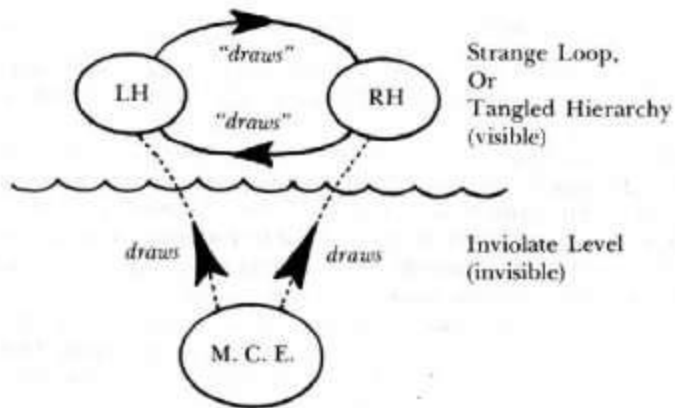 "draws"
LH
RH
"draws"
Strange Loop,
Or
Tangled Hierarchy
(visible)
draws
draws
Inviolate Level
(invisible)
M. C. E.